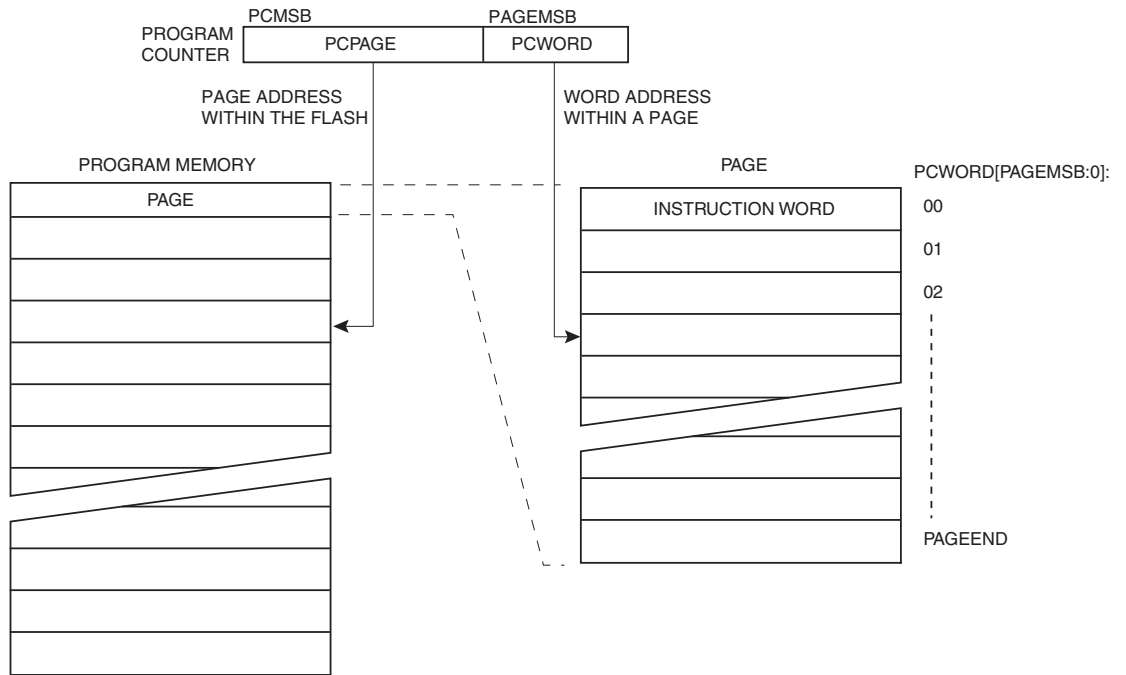 PCMSB PAGEMSB
PROGRAM
COUNTER
PCPAGE PCWORD
PAGE ADDRESS
WITHIN THE FLASH
WORD ADDRESS
WITHIN A PAGE
PROGRAM MEMORY
PAGE
PAGE
INSTRUCTION WORD
PCWORD[PAGEMSB:0]:
00
01
02
PAGEEND